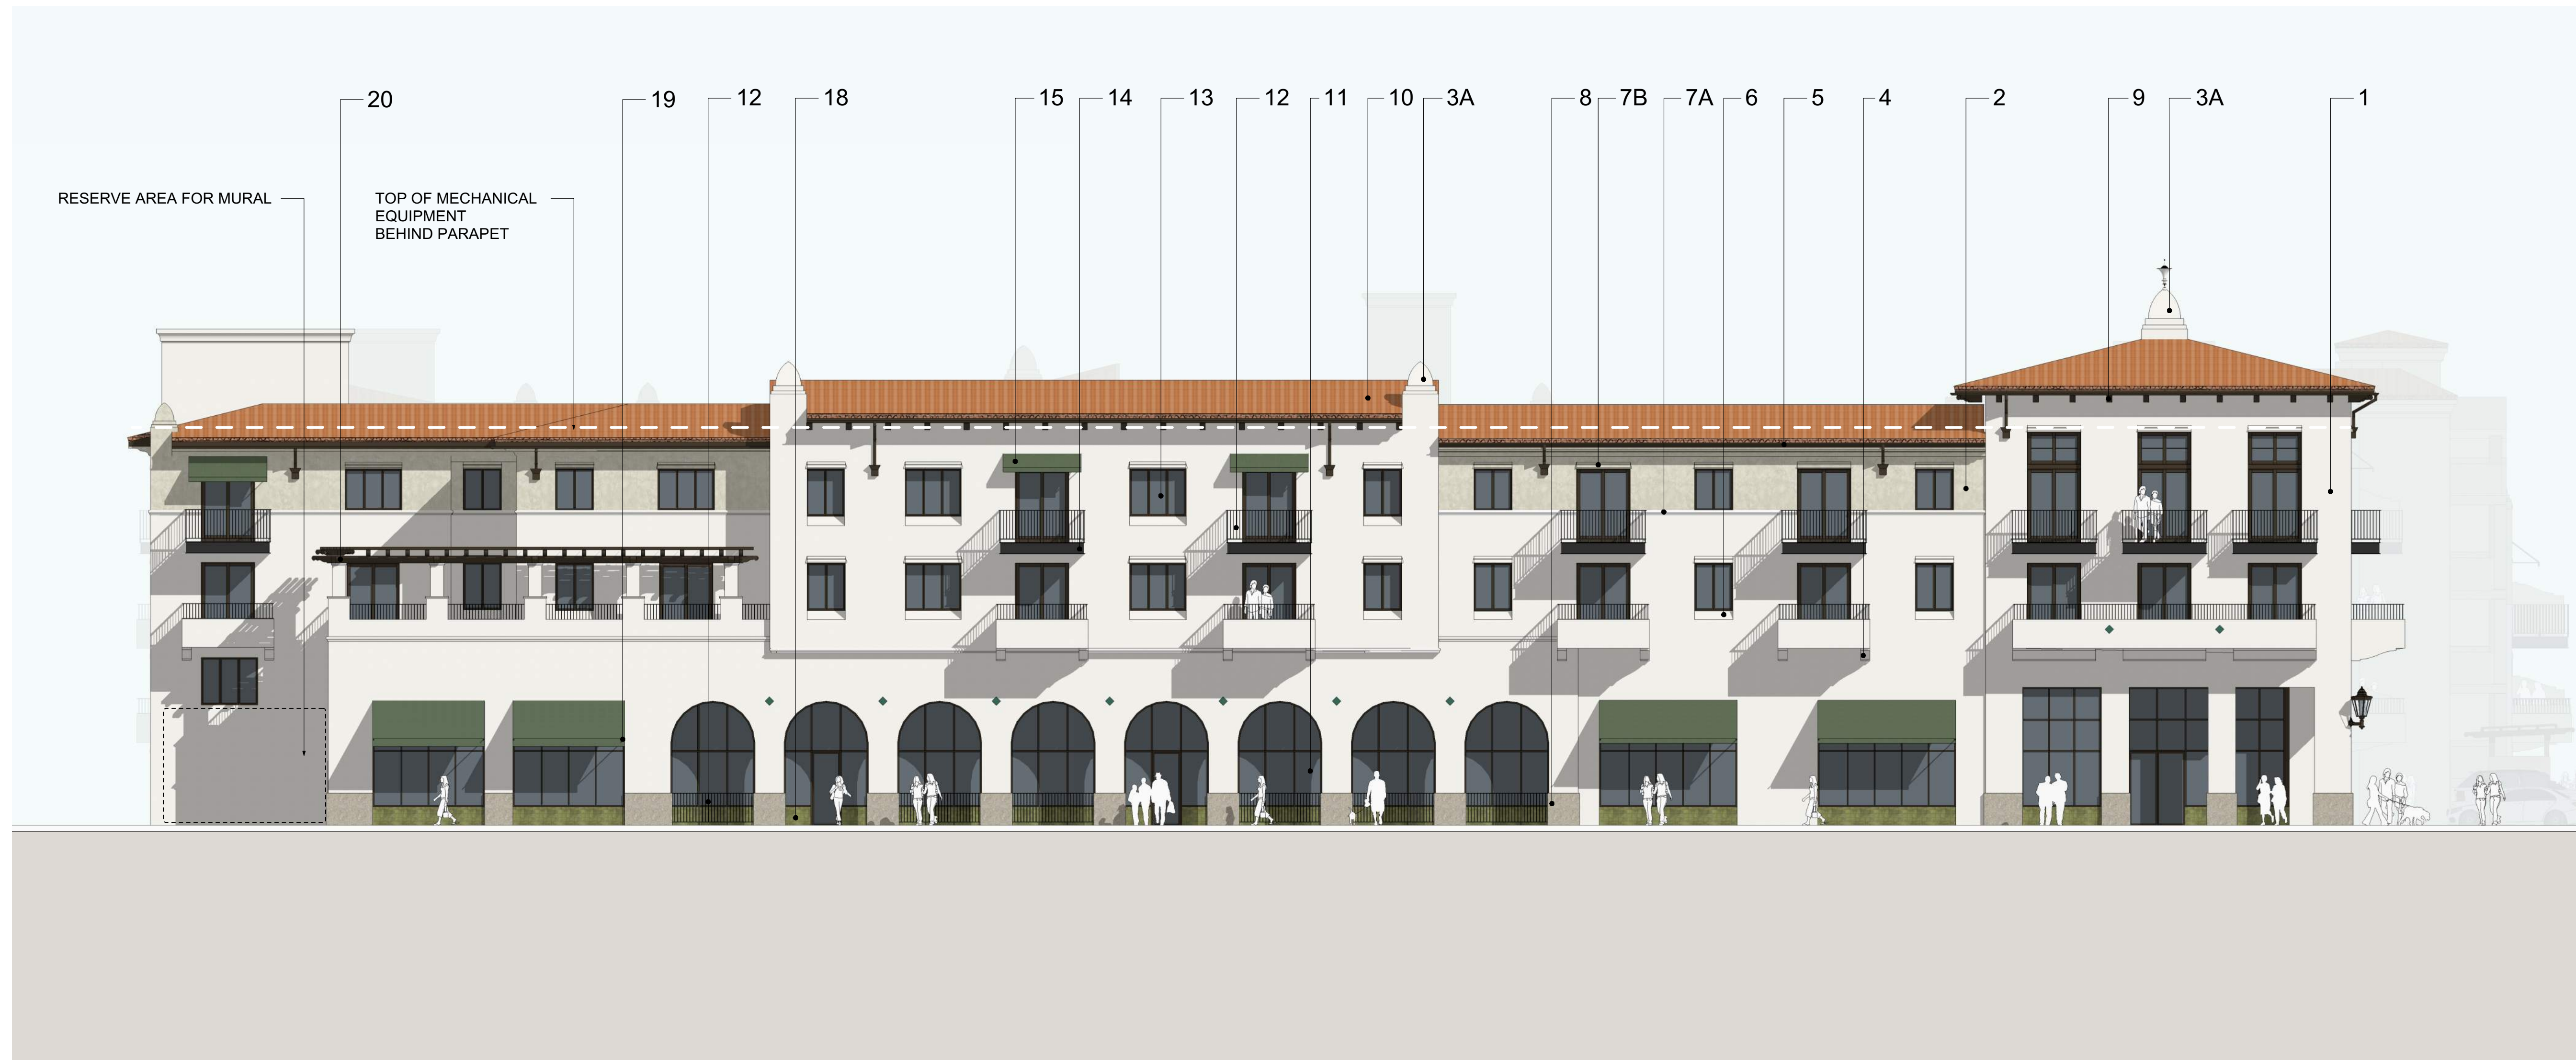 20
19
12
18
15
14
13
12
11
10
3A
8
7B
7A
6
5
4
2
9
3A
1
RESERVE AREA FOR MURAL
TOP OF MECHANICAL
EQUIPMENT
BEHIND PARAPET